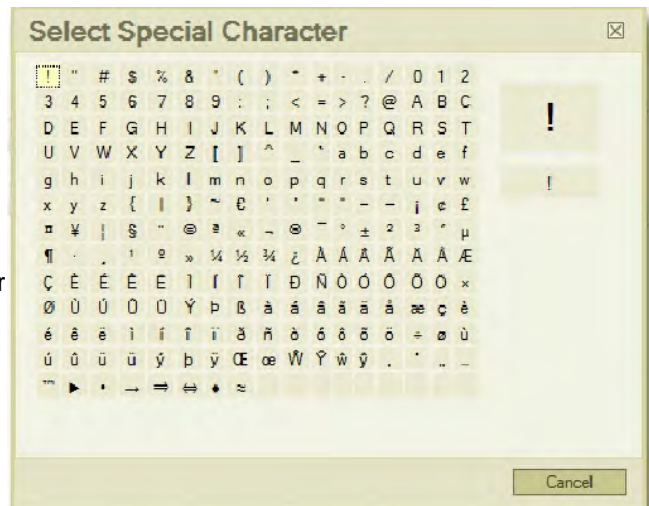 Select Special Character
! " # $ % & ' ( ) * + - . / 0 1 2
3 4 5 6 7 8 9 : ; < = > ? @ A B C
D E F G H I J K L M N O P Q R S T
U V W X Y Z [ ] ^ _ ` a b c d e f
g h i j k l m n o p q r s t u v w
x y z { | } ~ € ‘ ’ “ ” – — ¡ ¢ £
¤ ¥ ¦ § ¨ © ª « ¬ ® ¯ ° ± ² ³ ´ µ
¶ · ¸ ¹ º » ¼ ½ ¾ ¿ À Á Â Ã Ä Å Æ
Ç È É Ê Ë Ì Í Î Ï Ð Ñ Ò Ó Ô Õ Ö ×
Ø Ù Ú Û Ü Ý Þ ß à á â ã ä å æ ç è
é ê ë ì í î ï ð ñ ò ó ô õ ö ÷ ø ù
ú û ü ý þ ÿ Œ œ Ŵ Ŷ ŵ ŷ
► • → ⇒ ⇔ ♦ ≈
!
!
r
Cancel